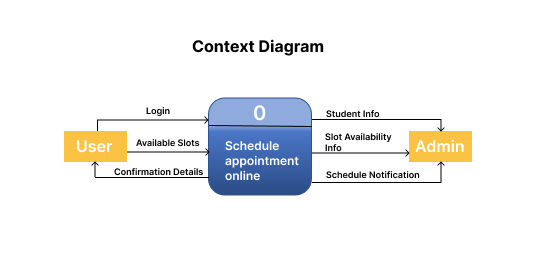 Context Diagram
Login
0
Student Info
User
Available Slots
Schedule
appointment
online
Slot Availability
Info
Admin
Confirmation Details
Schedule Notification